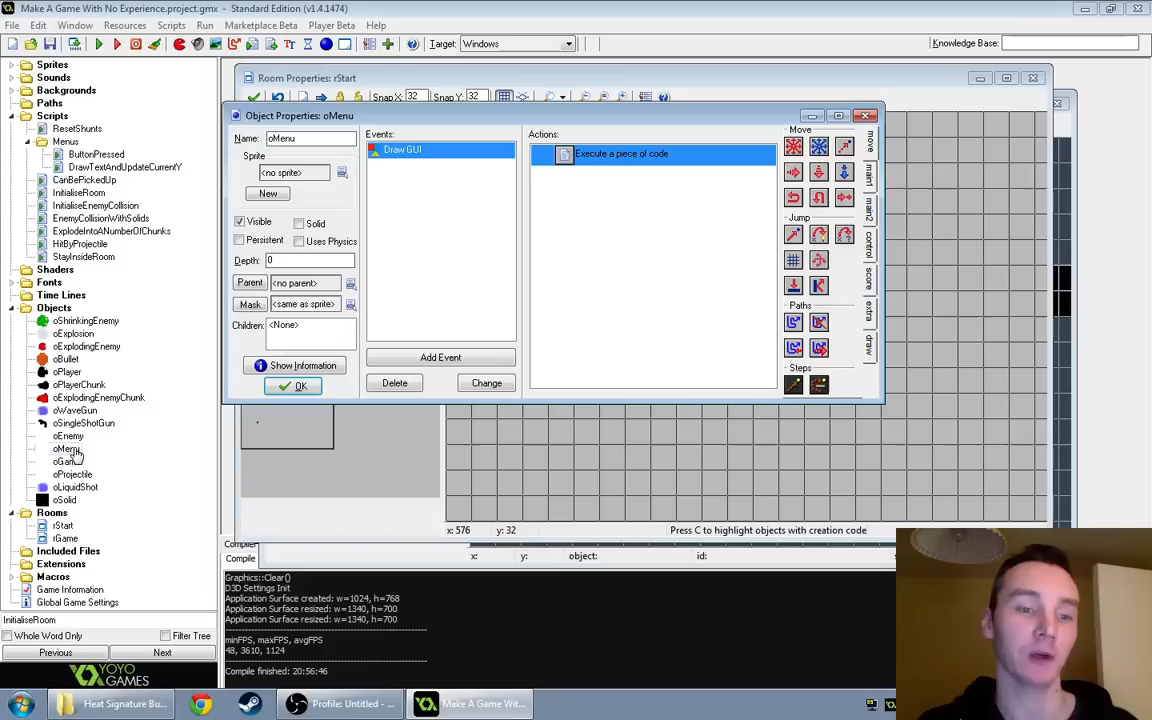 Make A Game With No Experience.project.gmx - Standard Edition (v1.4.1474)
File Edit Window Resources Scripts Run Marketplace Beta Player Beta Help
Target: Windows
Knowledge Base:
Sprites
Sounds
Backgrounds
Paths
Scripts
ResetShunts
Menus
ButtonPressed
DrawTextAndUpdateCurrentY
CanBePickedUp
InitialiseRoom
InitialiseEnemyCollision
EnemyCollisionWithSolids
ExplodeIntoANumberOfChunks
HitByProjectile
StayInsideRoom
Shaders
Fonts
Time Lines
Objects
oShrinkingEnemy
oExplosion
oExplodingEnemy
oBullet
oPlayer
oPlayerChunk
oExplodingEnemyChunk
oWaveGun
oSingleShotGun
oEnemy
oMenu
oGam
oProjectile
oLiquidShot
oSolid
Rooms
rStart
rGame
Included Files
Extensions
Macros
Game Information
Global Game Settings
InitialiseRoom
Whole Word Only Filter Tree
Previous Next
YOYO
GAMES
Room Properties: rStart
Snap X: 32 Snap Y: 32
Object Properties: oMenu
Name: oMenu
Sprite
<no sprite>
New
Visible Solid
Persistent Uses Physics
Depth: 0
Parent <no parent>
Mask <same as sprite>
Children: <None>
Show Information
OK
Events:
Draw GUI
Add Event
Delete Change
Actions:
Execute a piece of code
Move
Jump
Paths
Steps
move
main1
main2
control
score
extra
draw
x: 576 y: 32 Press C to highlight objects with creation code
x: y: object: id:
Compiler
Compile
Graphics::Clear()
D3D Settings Init
Application Surface created: w=1024, h=768
Application Surface resized: w=1340, h=700
Application Surface resized: w=1340, h=700
minFPS, maxFPS, avgFPS
48, 3610, 1124
Compile finished: 20:56:46
Heat Signature Bu...
Profile: Untitled - ...
Make A Game Wit...